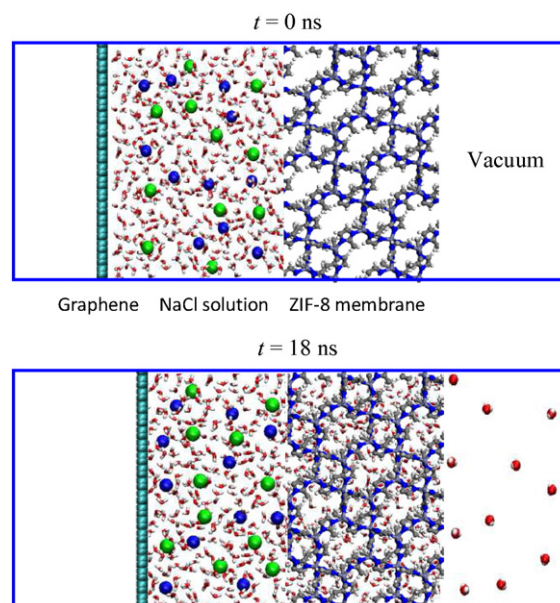 t = 0 ns
Vacuum
Graphene NaCl solution ZIF-8 membrane
t = 18 ns